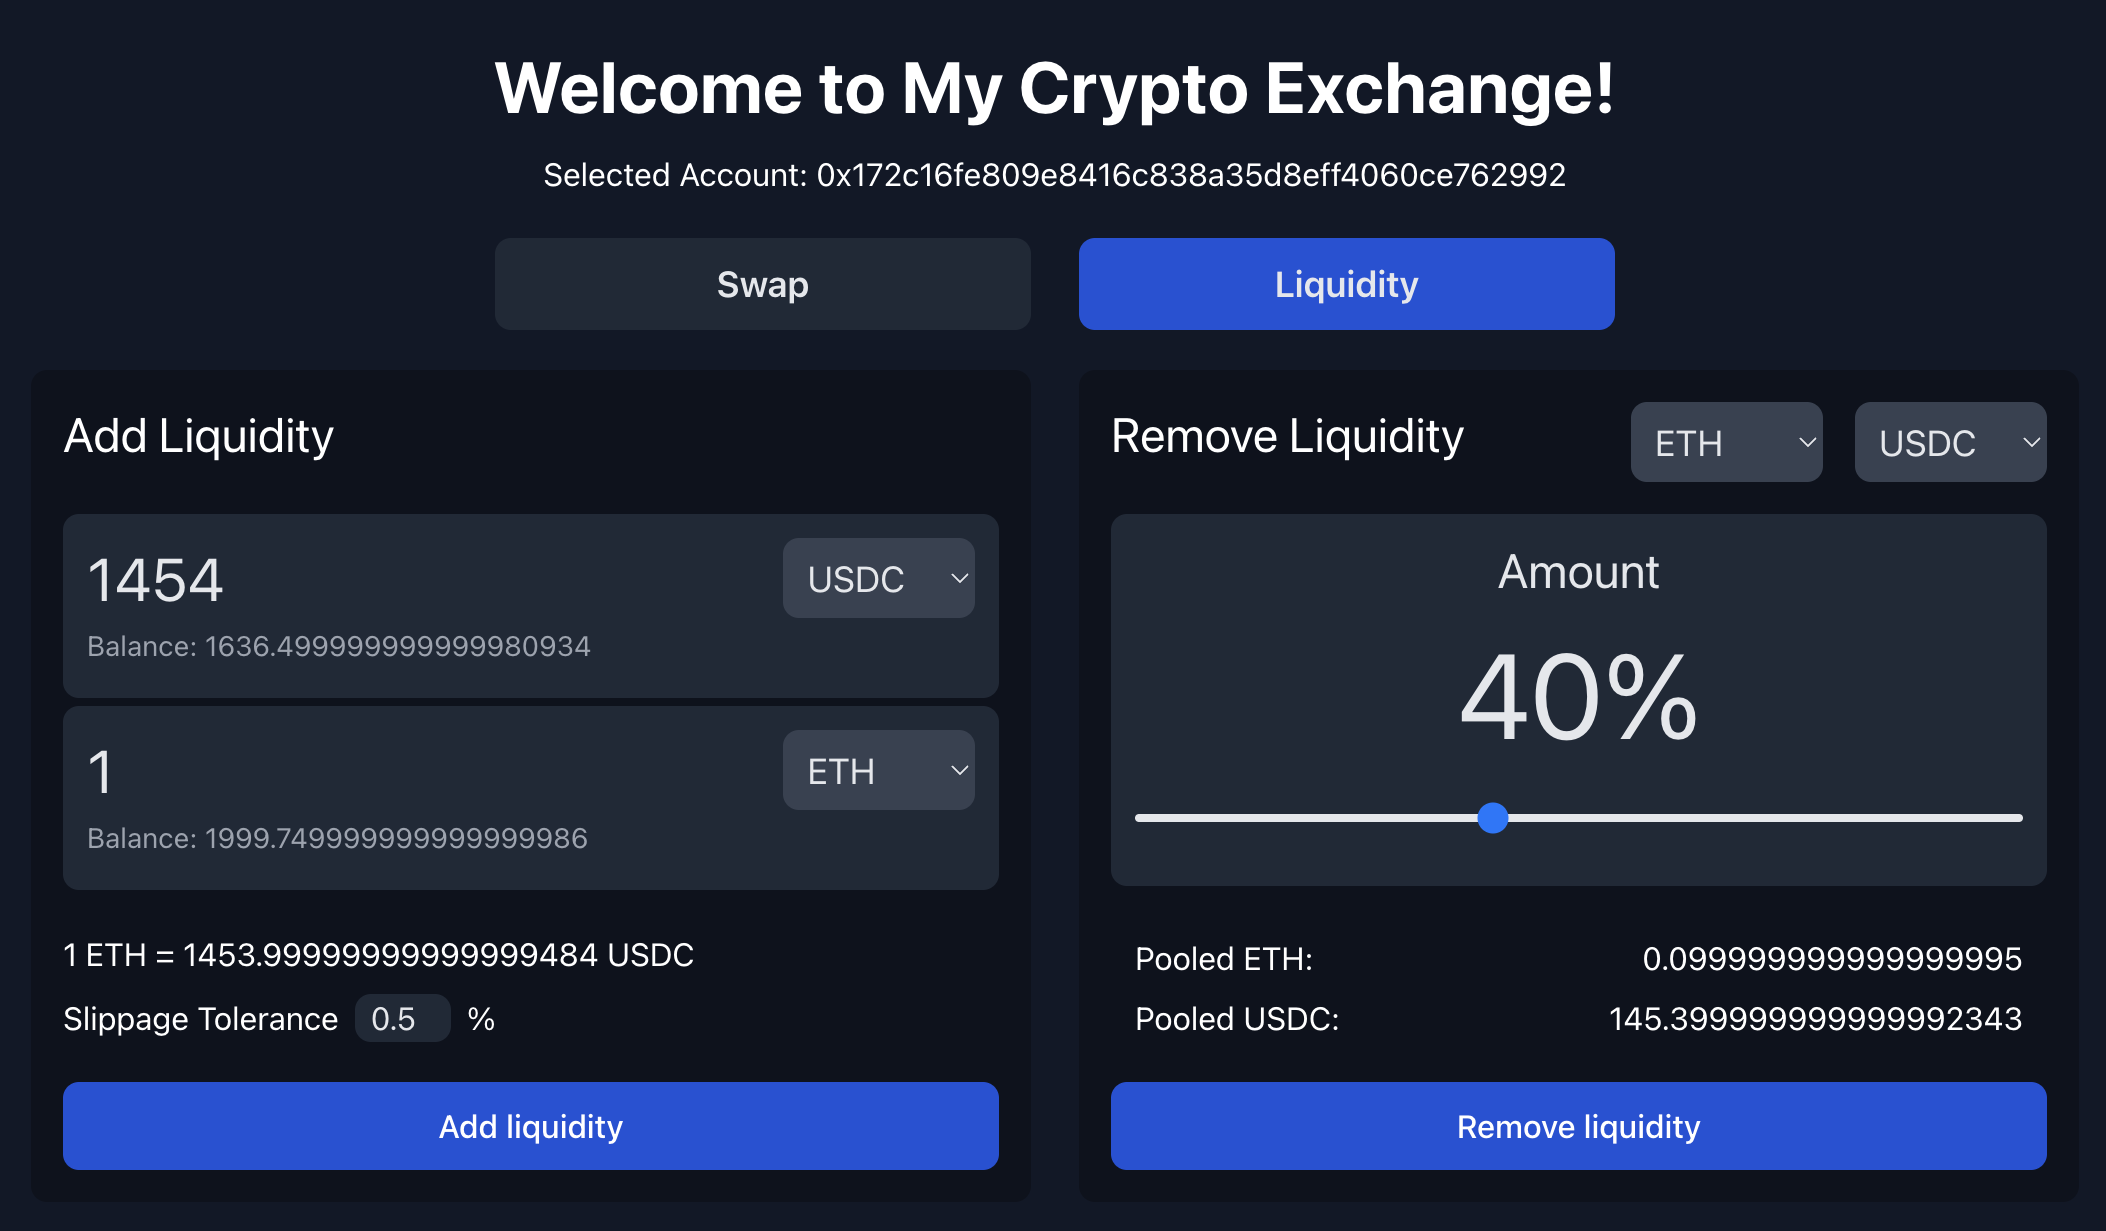 Welcome to My Crypto Exchange!
Selected Account: 0x172c16fe809e8416c838a35d8eff4060ce762992
Swap
Liquidity
Add Liquidity
1454
USDC
Balance: 1636.499999999999980934
1
ETH
Balance: 1999.749999999999999986
1 ETH = 1453.99999999999999484 USDC
Slippage Tolerance 0.5 %
Add liquidity
Remove Liquidity
ETH
USDC
Amount
40%
Pooled ETH: 0.099999999999999995
Pooled USDC: 145.399999999999992343
Remove liquidity